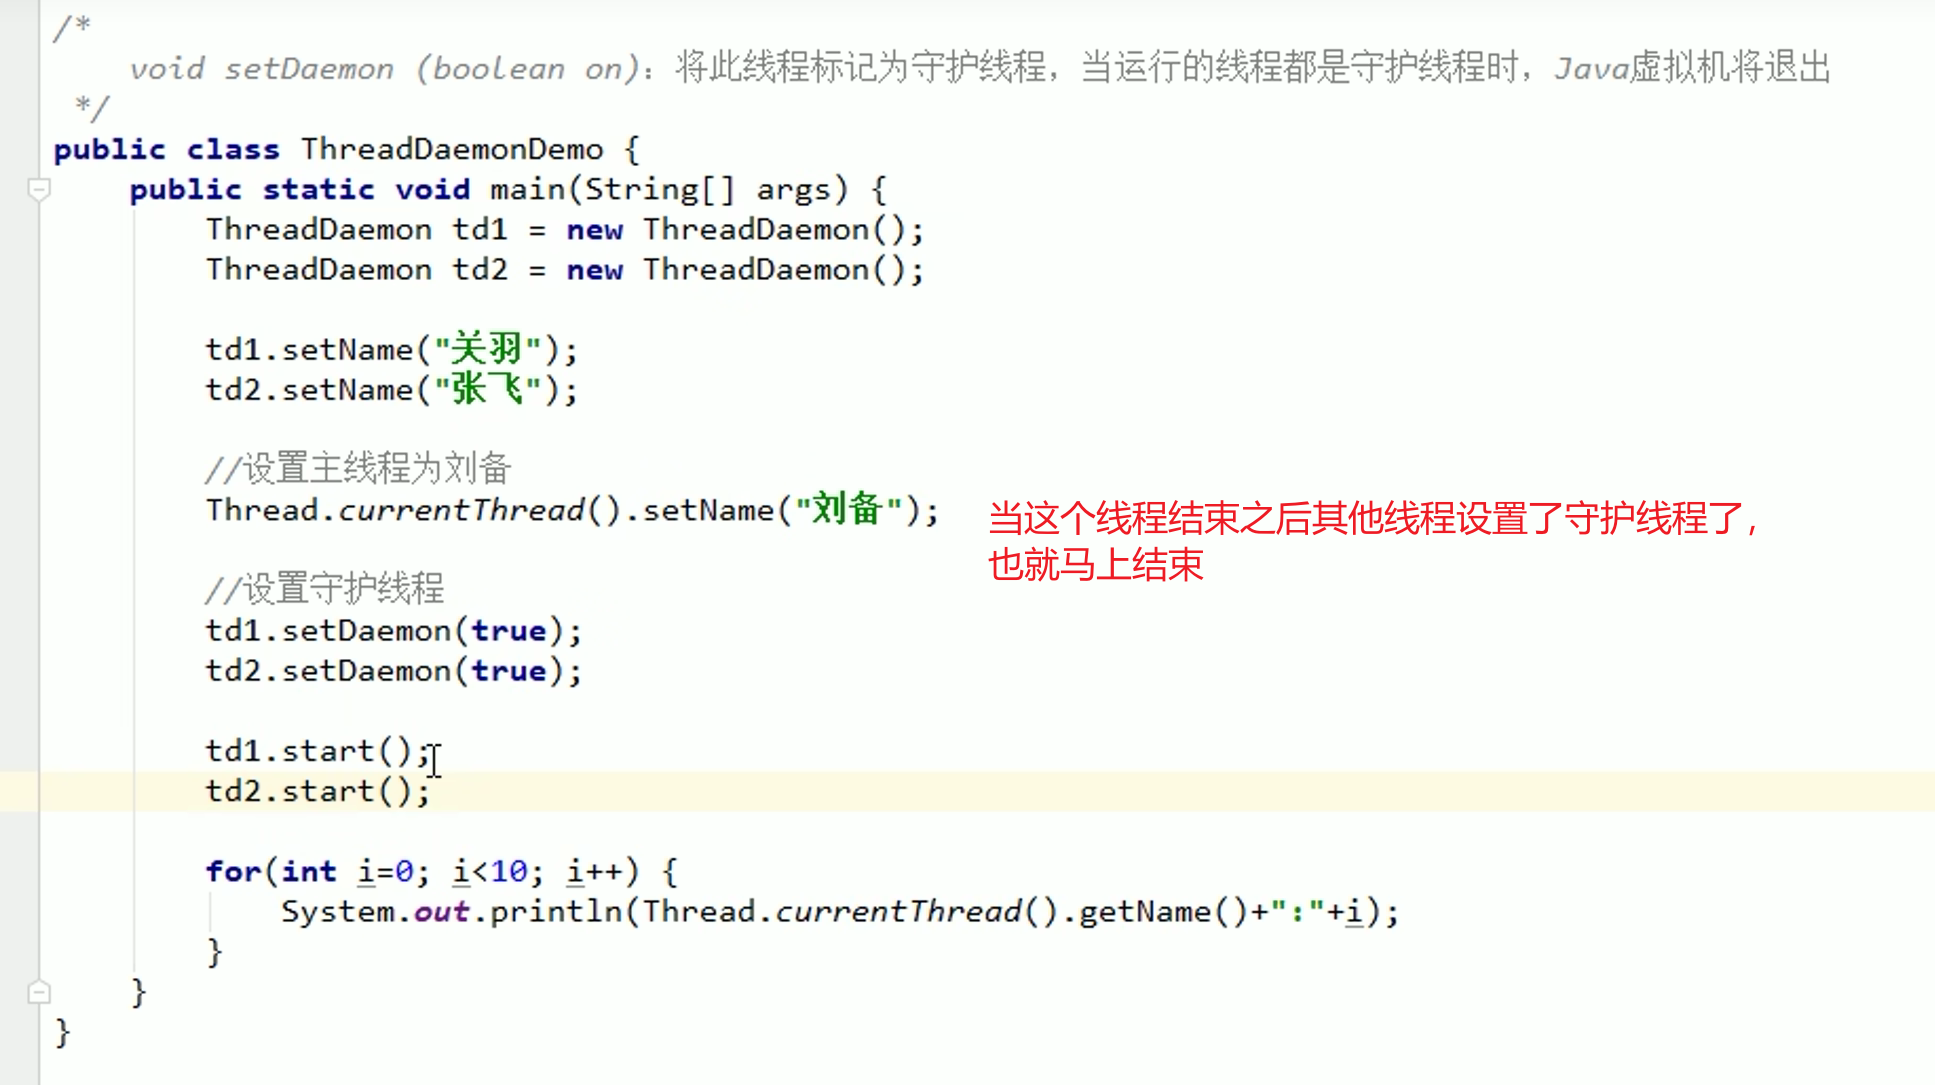 /*
void setDaemon (boolean on)：将此线程标记为守护线程，当运行的线程都是守护线程时，Java虚拟机将退出
*/
public class ThreadDaemonDemo {
public static void main(String[] args) {
ThreadDaemon td1 = new ThreadDaemon();
ThreadDaemon td2 = new ThreadDaemon();
td1.setName("关羽");
td2.setName("张飞");
//设置主线程为刘备
Thread.currentThread().setName("刘备");
当这个线程结束之后其他线程设置了守护线程了，
也就马上结束
//设置守护线程
td1.setDaemon(true);
td2.setDaemon(true);
td1.start();
td2.start();
for(int i=0; i<10; i++) {
System.out.println(Thread.currentThread().getName()+":"+i);
}
}
}